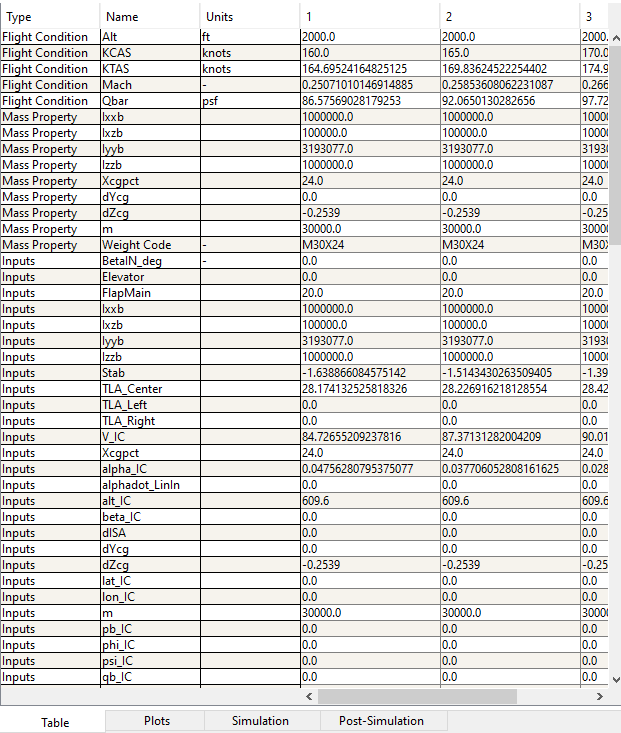 Type Name Units 1 2 3
Flight Condition Alt ft 2000.0 2000.0 2000.
Flight Condition KCAS knots 160.0 165.0 170.0
Flight Condition KTAS knots 164.69524164825125 169.83624522254402 174.9
Flight Condition Mach - 0.25071010146914885 0.25853608062231087 0.266
Flight Condition Qbar psf 86.57569028179253 92.0650130282656 97.72
Mass Property Ixxb 1000000.0 1000000.0 10000
Mass Property Ixzb 1000000.0 1000000.0 10000
Mass Property Iyyb 3193077.0 3193077.0 31930
Mass Property Izzb 1000000.0 1000000.0 10000
Mass Property Xcgpct 24.0 24.0 24.0
Mass Property dYcg 0.0 0.0 0.0
Mass Property dZcg -0.2539 -0.2539 -0.25
Mass Property m 30000.0 30000.0 30000
Mass Property Weight Code - M30X24 M30X24 M30X
Inputs BetaIN_deg - 0.0 0.0 0.0
Inputs Elevator 0.0 0.0 0.0
Inputs FlapMain 20.0 20.0 20.0
Inputs Ixxb 1000000.0 1000000.0 10000
Inputs Ixzb 1000000.0 1000000.0 10000
Inputs Iyyb 3193077.0 3193077.0 31930
Inputs Izzb 1000000.0 1000000.0 10000
Inputs Stab -1.638866084575142 -1.5143430263509405 -1.39
Inputs TLA_Center 28.174132525818326 28.226916218128554 28.42
Inputs TLA_Left 0.0 0.0 0.0
Inputs TLA_Right 0.0 0.0 0.0
Inputs V_IC 84.72655209237816 87.37131282004209 90.01
Inputs Xcgpct 24.0 24.0 24.0
Inputs alpha_IC 0.04756280795375077 0.037706052808161625 0.028
Inputs alphadot_LinIn 0.0 0.0 0.0
Inputs alt_IC 609.6 609.6 609.6
Inputs beta_IC 0.0 0.0 0.0
Inputs dISA 0.0 0.0 0.0
Inputs dYcg 0.0 0.0 0.0
Inputs dZcg -0.2539 -0.2539 -0.25
Inputs lat_IC 0.0 0.0 0.0
Inputs lon_IC 0.0 0.0 0.0
Inputs m 30000.0 30000.0 30000
Inputs pb_IC 0.0 0.0 0.0
Inputs phi_IC 0.0 0.0 0.0
Inputs psi_IC 0.0 0.0 0.0
Inputs qb_IC 0.0 0.0 0.0
Table Plots Simulation Post-Simulation